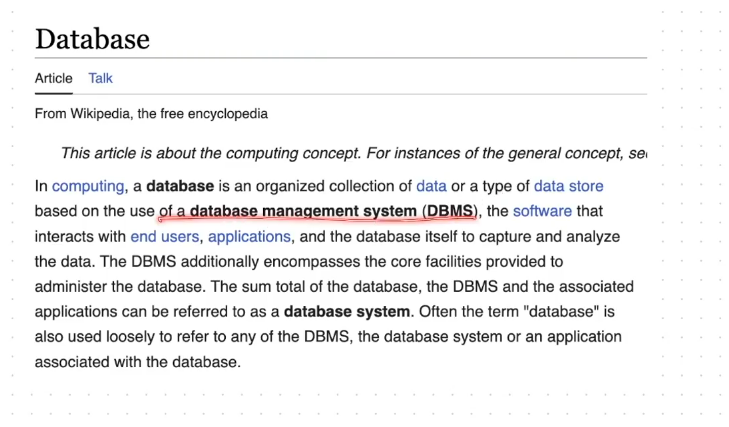 Database
Article Talk
From Wikipedia, the free encyclopedia
This article is about the computing concept. For instances of the general concept, see
In computing, a database is an organized collection of data or a type of data store
based on the use of a database management system (DBMS), the software that
interacts with end users, applications, and the database itself to capture and analyze
the data. The DBMS additionally encompasses the core facilities provided to
administer the database. The sum total of the database, the DBMS and the associated
applications can be referred to as a database system. Often the term "database" is
also used loosely to refer to any of the DBMS, the database system or an application
associated with the database.